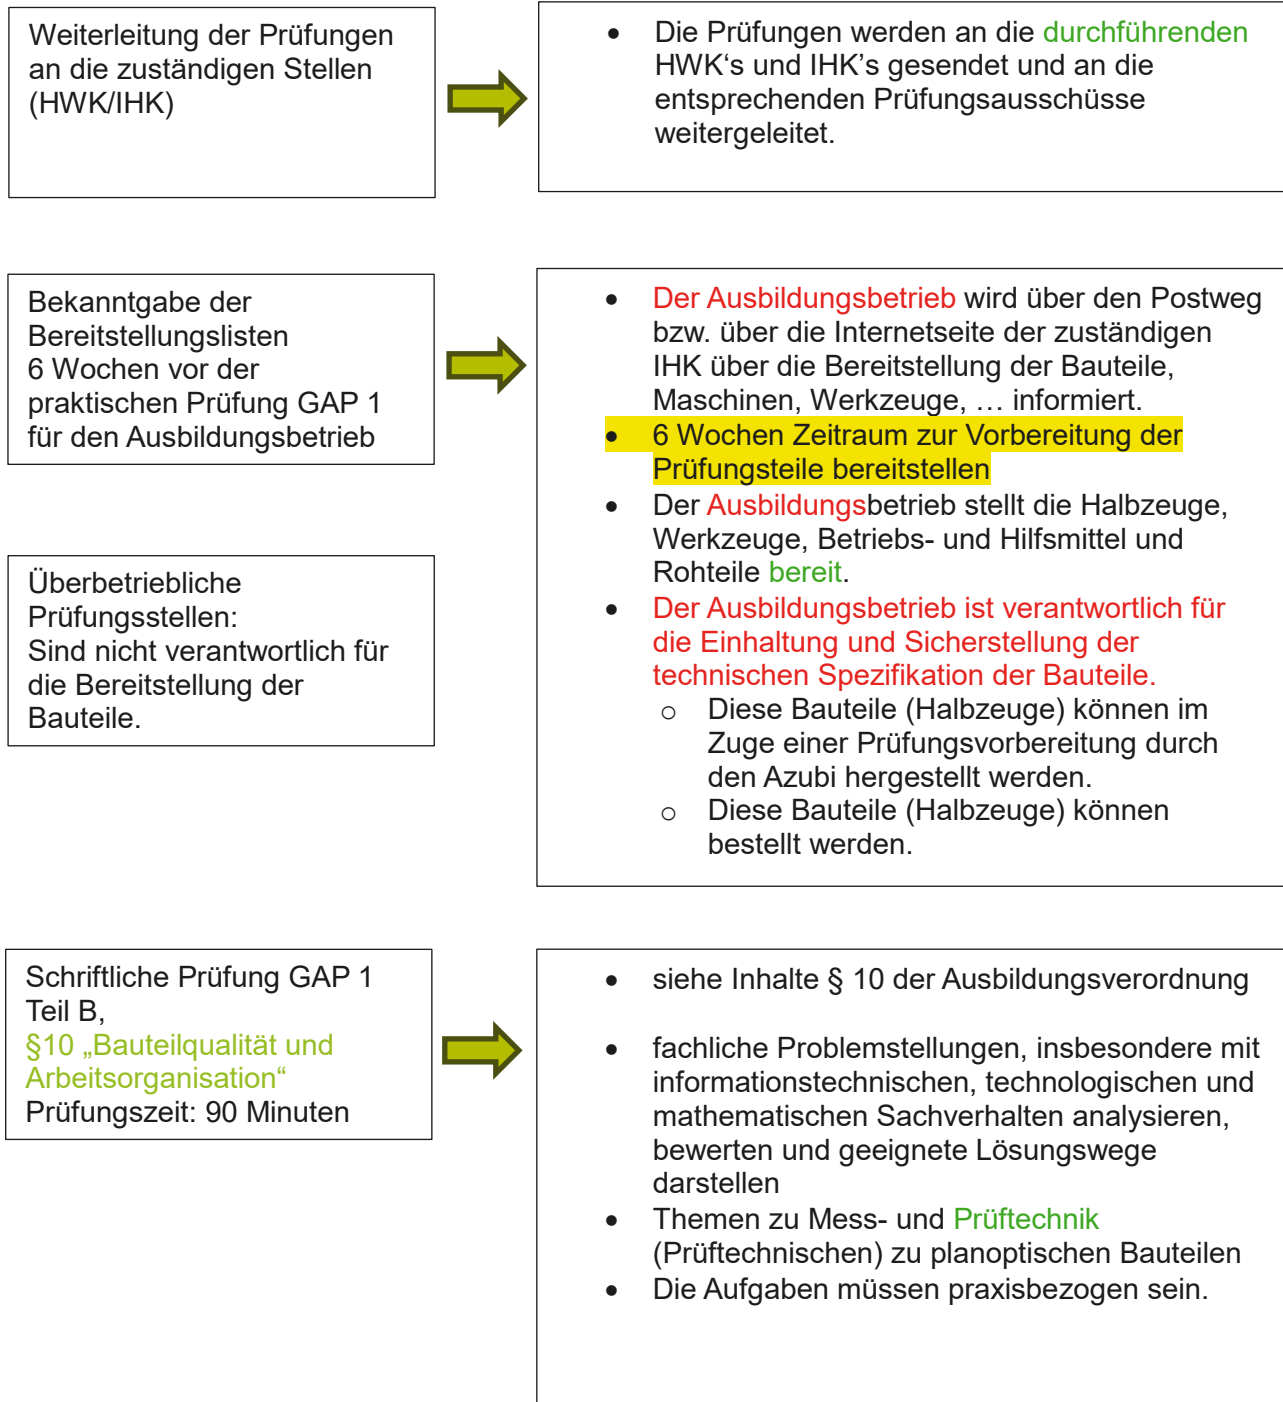 Weiterleitung der Prüfungen
an die zuständigen Stellen
(HWK/IHK)
• Die Prüfungen werden an die durchführenden
HWK‘s und IHK‘s gesendet und an die
entsprechenden Prüfungsausschüsse
weitergeleitet.
Bekanntgabe der
Bereitstellungslisten
6 Wochen vor der
praktischen Prüfung GAP 1
für den Ausbildungsbetrieb
Überbetriebliche
Prüfungsstellen:
Sind nicht verantwortlich für
die Bereitstellung der
Bauteile.
• Der Ausbildungsbetrieb wird über den Postweg
bzw. über die Internetseite der zuständigen
IHK über die Bereitstellung der Bauteile,
Maschinen, Werkzeuge, … informiert.
• 6 Wochen Zeitraum zur Vorbereitung der
Prüfungsteile bereitstellen
• Der Ausbildungsbetrieb stellt die Halbzeuge,
Werkzeuge, Betriebs- und Hilfsmittel und
Rohteile bereit.
• Der Ausbildungsbetrieb ist verantwortlich für
die Einhaltung und Sicherstellung der
technischen Spezifikation der Bauteile.
o Diese Bauteile (Halbzeuge) können im
Zuge einer Prüfungsvorbereitung durch
den Azubi hergestellt werden.
o Diese Bauteile (Halbzeuge) können
bestellt werden.
Schriftliche Prüfung GAP 1
Teil B,
§10 „Bauteilqualität und
Arbeitsorganisation“
Prüfungszeit: 90 Minuten
• siehe Inhalte § 10 der Ausbildungsverordnung
• fachliche Problemstellungen, insbesondere mit
informationstechnischen, technologischen und
mathematischen Sachverhalten analysieren,
bewerten und geeignete Lösungswege
darstellen
• Themen zu Mess- und Prüftechnik
(Prüftechnischen) zu planoptischen Bauteilen
• Die Aufgaben müssen praxisbezogen sein.